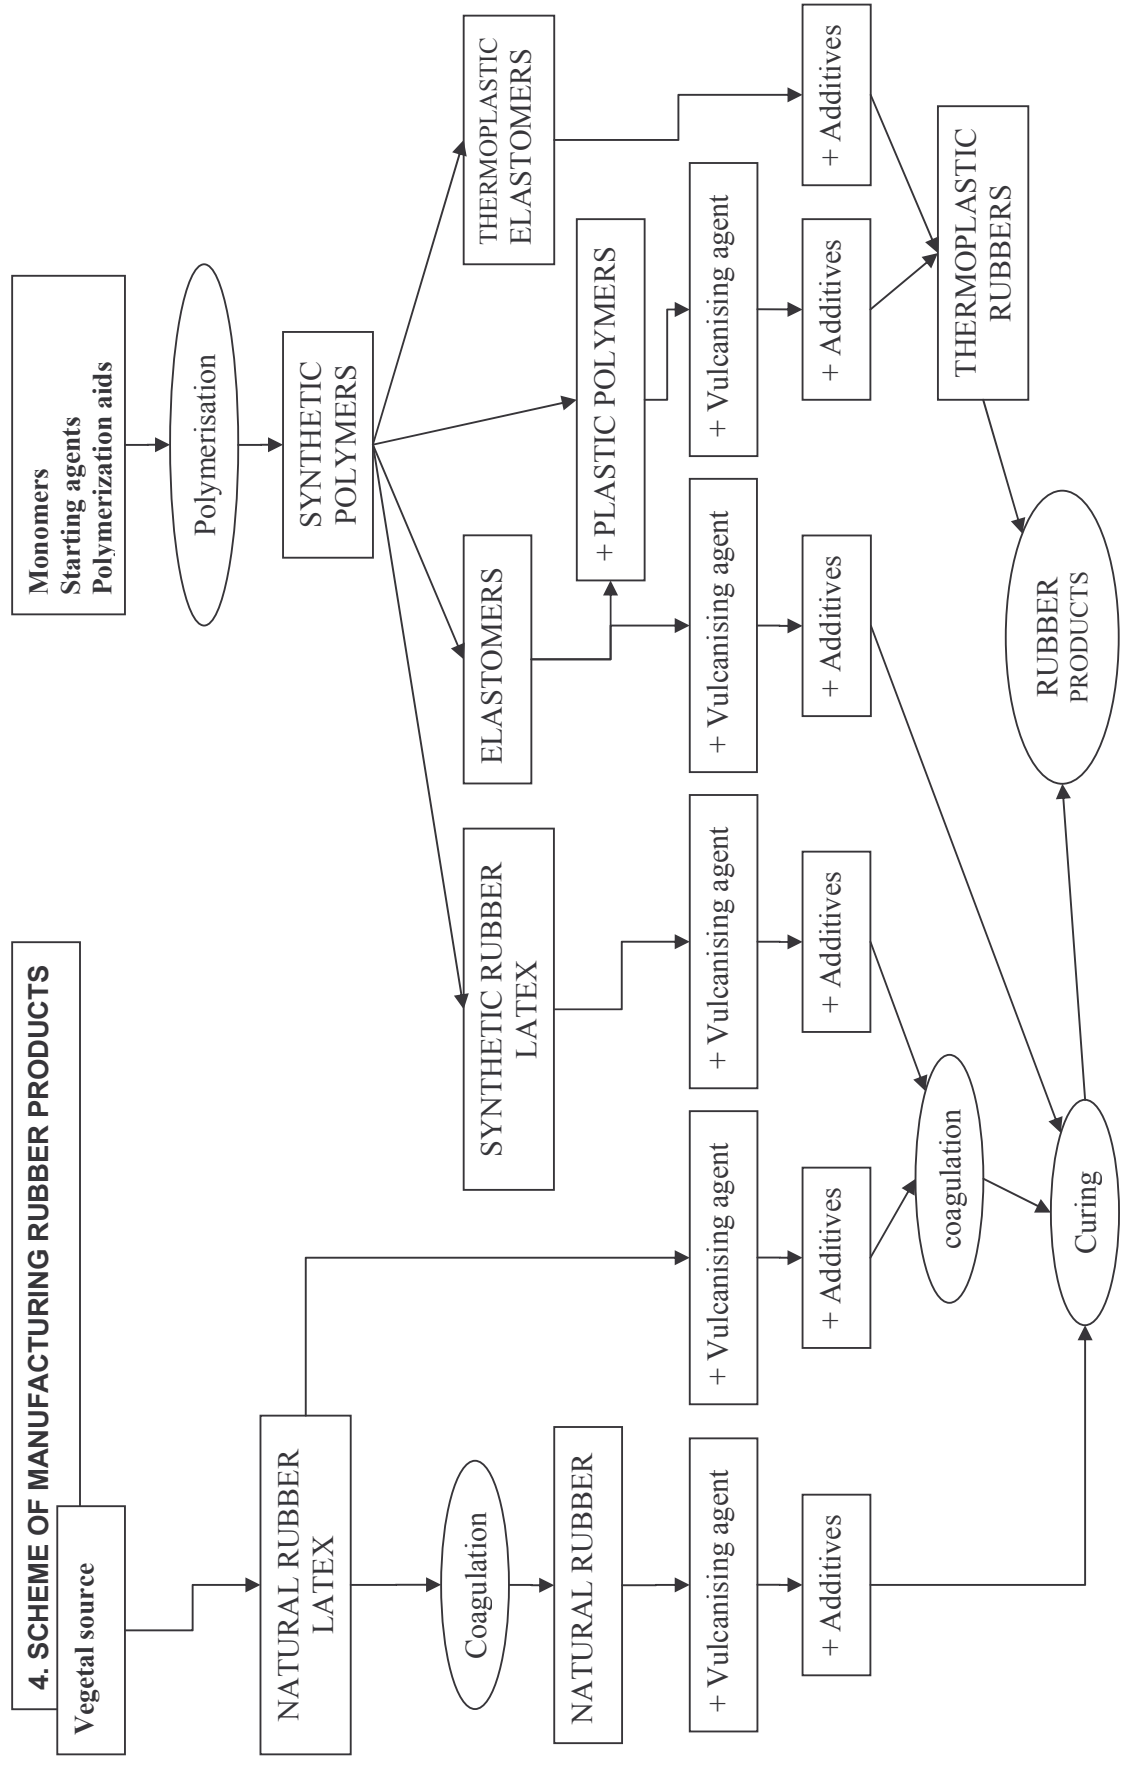 4. SCHEME OF MANUFACTURING RUBBER PRODUCTS
Vegetal source
Monomers
Starting agents
Polymerization aids
Polymerisation
NATURAL RUBBER
LATEX
SYNTHETIC
POLYMERS
Coagulation
SYNTHETIC RUBBER
LATEX
ELASTOMERS
THERMOPLASTIC
ELASTOMERS
NATURAL RUBBER
+ PLASTIC POLYMERS
+ Vulcanising agent
+ Vulcanising agent
+ Vulcanising agent
+ Vulcanising agent
+ Vulcanising agent
+ Additives
+ Additives
+ Additives
+ Additives
+ Additives
+ Additives
coagulation
THERMOPLASTIC
RUBBERS
Curing
RUBBER
PRODUCTS